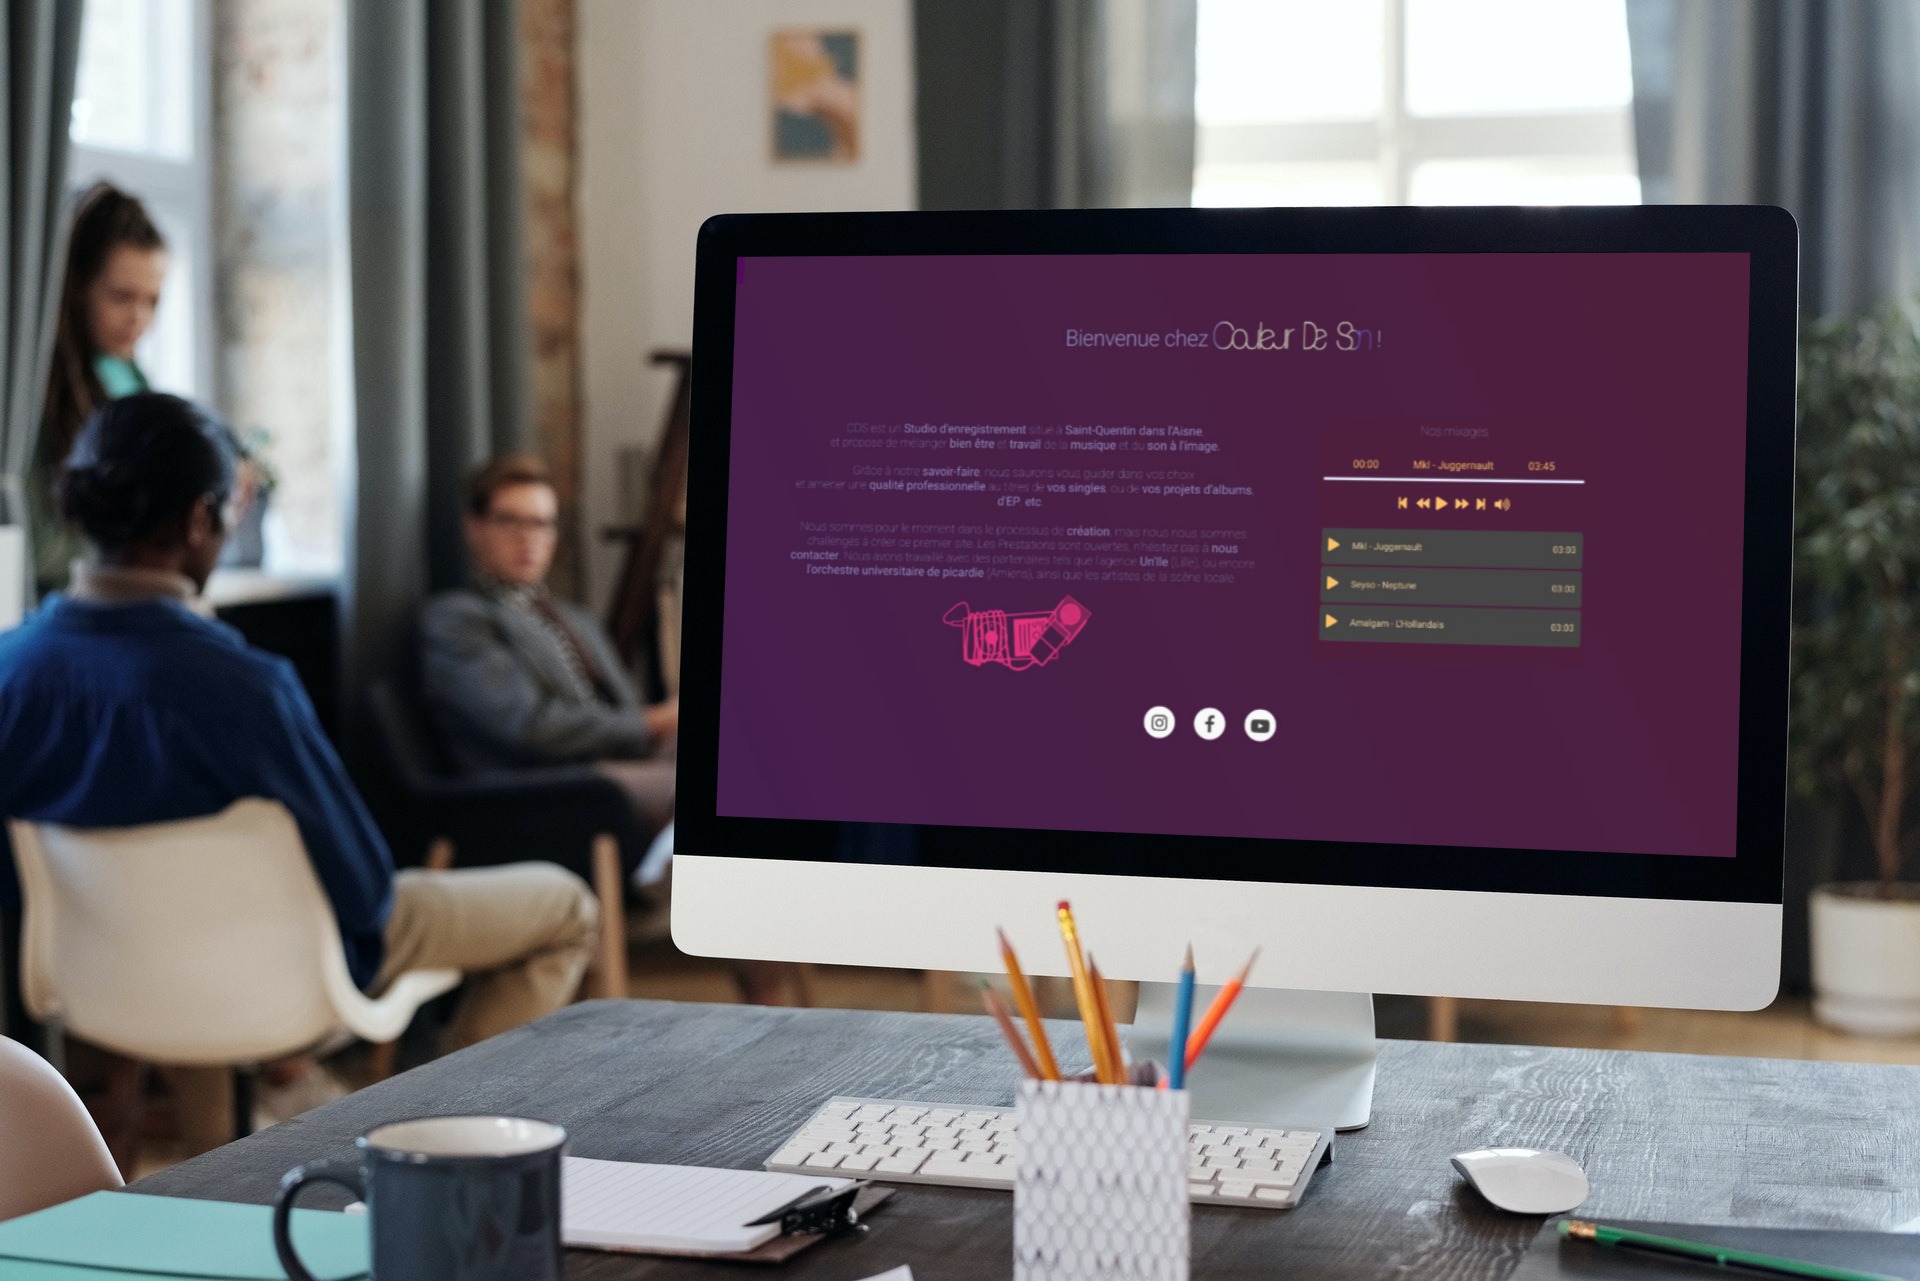 Bienvenue chez Couleur De Son !
CDS est un Studio d'enregistrement situé à Saint-Quentin dans l'Aisne,
et propose de mélanger bien être et travail de la musique et du son à l'image.
Grâce à notre savoir-faire, nous saurons vous guider dans vos choix
et amener une qualité professionnelle au titres de vos singles, ou de vos projets d'albums,
d'EP, etc
Nous sommes pour le moment dans le processus de création, mais nous nous sommes
challengés à créer ce premier site. Les Prestations sont ouvertes, n'hésitez pas à nous
contacter. Nous avons travaillé avec des partenaires tels que l'agence Un'ile (Lille), ou encore
l'orchestre universitaire de picardie (Amiens), ainsi que les artistes de la scène locale.
Nos mixages
00:00 Mkl - Juggernault 03:45
Mkl - Juggernault 03:03
Seyso - Neptune 03:03
Amalgam - L'Hollandais 03:03